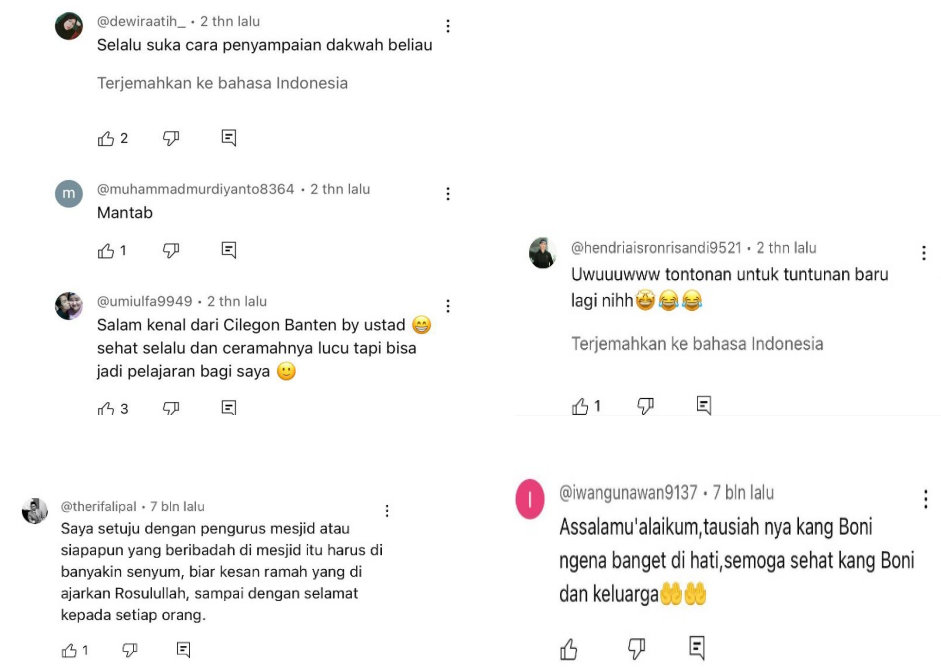 @dewiraatih_ • 2 thn lalu
Selalu suka cara penyampaian dakwah beliau
Terjemahkan ke bahasa Indonesia
2
m
@muhammadmurdiyanto8364 • 2 thn lalu
Mantab
1
@umiulfa9949 • 2 thn lalu
Salam kenal dari Cilegon Banten by ustad 😁
sehat selalu dan ceramahnya lucu tapi bisa
jadi pelajaran bagi saya 🙂
3
@hendriaisronrisandi9521 • 2 thn lalu
Uwuuuwww tontonan untuk tuntunan baru
lagi nihh🤩😂😂
Terjemahkan ke bahasa Indonesia
1
@therifalipal • 7 bln lalu
Saya setuju dengan pengurus mesjid atau
siapapun yang beribadah di mesjid itu harus di
banyakin senyum, biar kesan ramah yang di
ajarkan Rosulullah, sampai dengan selamat
kepada setiap orang.
1
I
@iwangunawan9137 • 7 bln lalu
Assalamu'alaikum,tausiah nya kang Boni
ngena banget di hati,semoga sehat kang Boni
dan keluarga🤲🤲